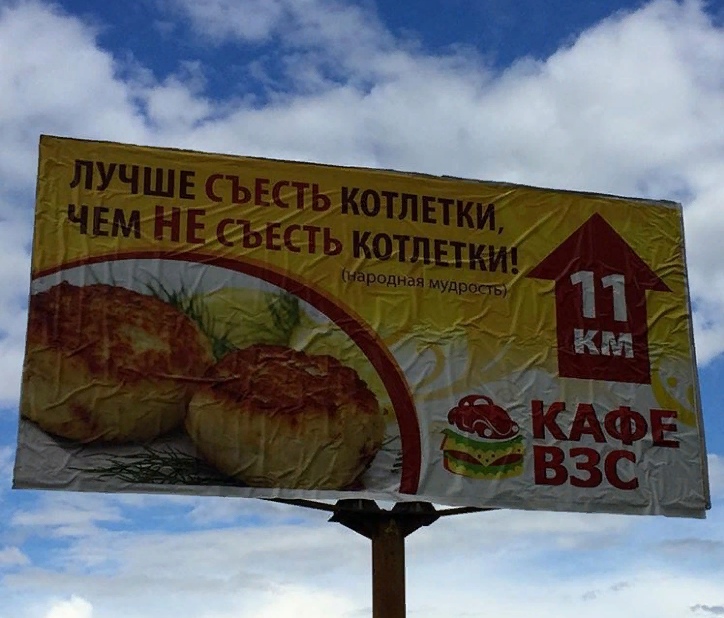 ЛУЧШЕ СЪЕСТЬ КОТЛЕТКИ,
ЧЕМ НЕ СЪЕСТЬ КОТЛЕТКИ!
(народная мудрость)
11
КМ
КАФЕ
ВЗС